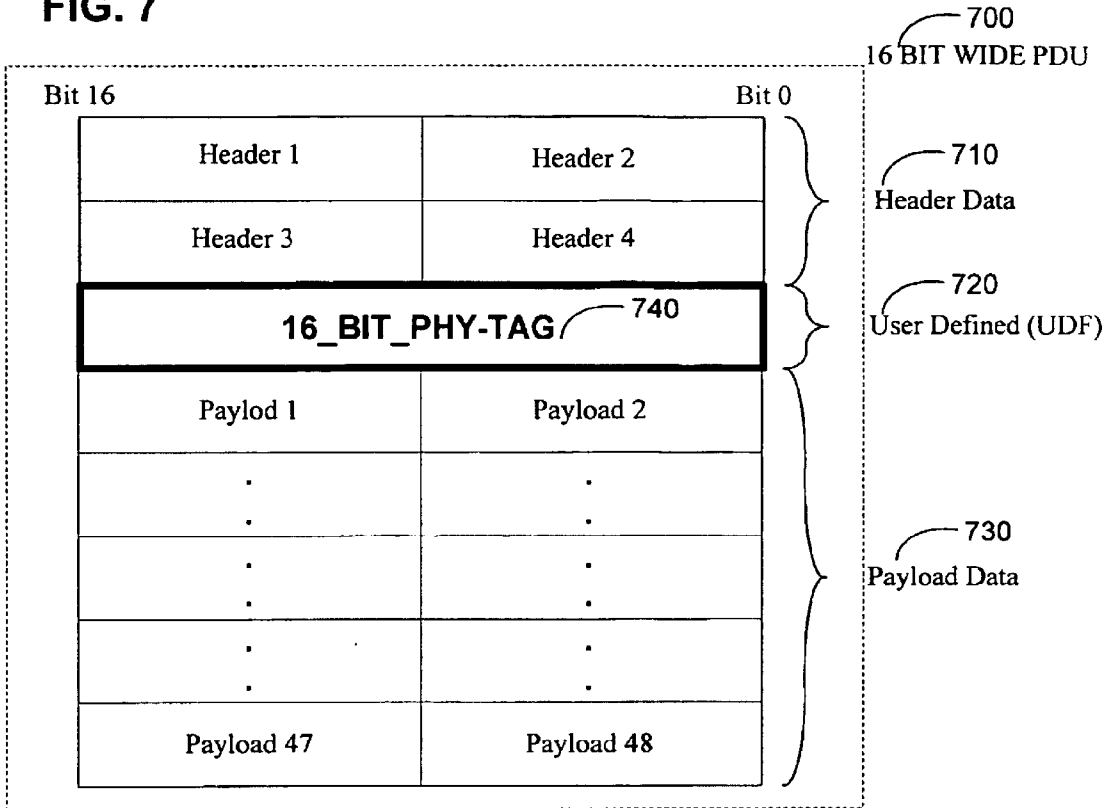 FIG. 7
700
16 BIT WIDE PDU
Bit 16 Bit 0
Header 1 Header 2
710
Header Data
Header 3 Header 4
720
User Defined (UDF)
16_BIT_PHY-TAG 740
Paylod 1 Payload 2
730
Payload Data
Payload 47 Payload 48